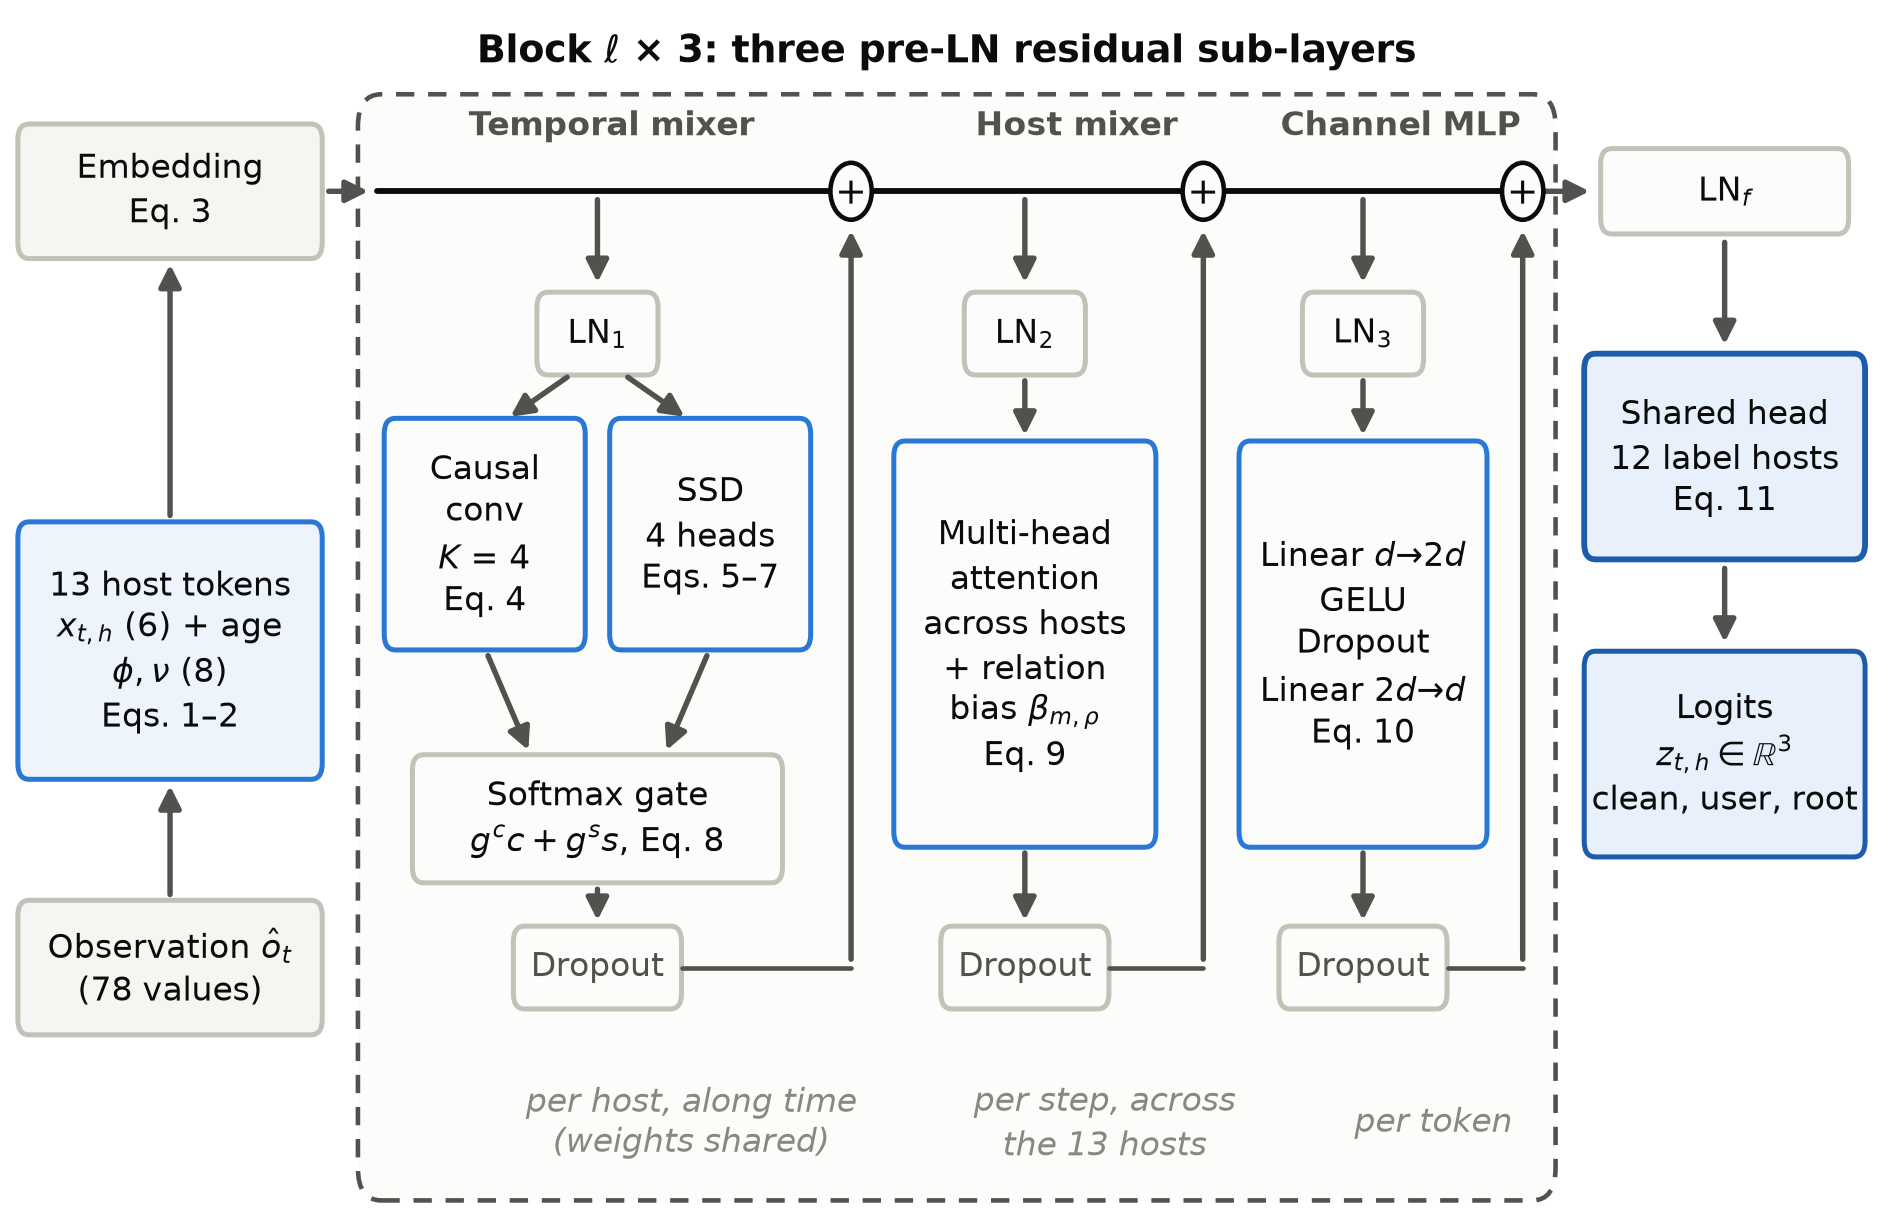 Block ℓ × 3: three pre-LN residual sub-layers
Embedding
Eq. 3
13 host tokens
x_{t,h} (6) + age
ϕ, ν (8)
Eqs. 1–2
Observation ô_t
(78 values)
Temporal mixer
LN₁
Causal
conv
K = 4
Eq. 4
SSD
4 heads
Eqs. 5–7
Softmax gate
g^c c + g^s s, Eq. 8
Dropout
per host, along time
(weights shared)
Host mixer
LN₂
Multi-head
attention
across hosts
+ relation
bias β_{m,ρ}
Eq. 9
Dropout
per step, across
the 13 hosts
Channel MLP
LN₃
Linear d→2d
GELU
Dropout
Linear 2d→d
Eq. 10
Dropout
per token
+
+
+
LN_f
Shared head
12 label hosts
Eq. 11
Logits
z_{t,h} ∈ ℝ³
clean, user, root